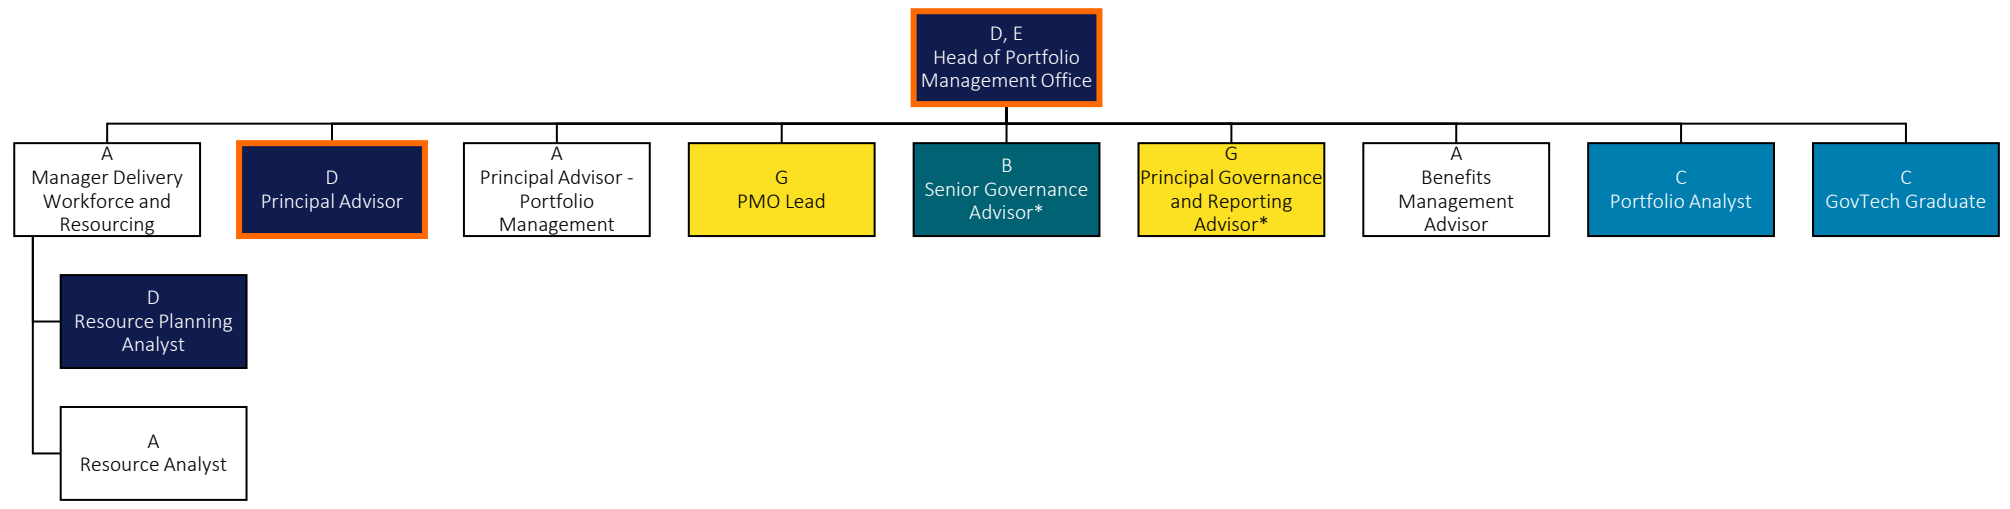 D, E
Head of Portfolio
Management Office
A
Manager Delivery
Workforce and
Resourcing
D
Principal Advisor
A
Principal Advisor -
Portfolio
Management
G
PMO Lead
B
Senior Governance
Advisor*
G
Principal Governance
and Reporting
Advisor*
A
Benefits
Management
Advisor
C
Portfolio Analyst
C
GovTech Graduate
D
Resource Planning
Analyst
A
Resource Analyst